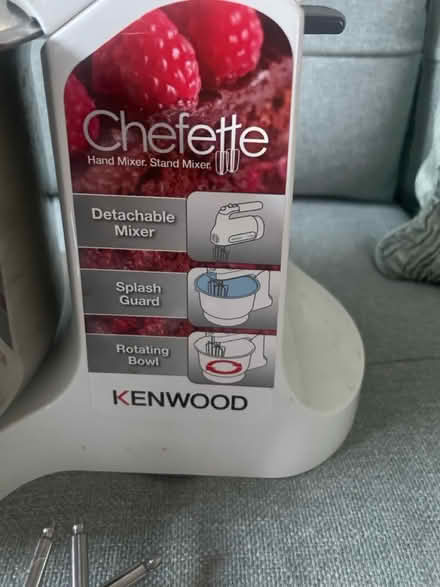 Chefette
Hand Mixer. Stand Mixer.
Detachable
Mixer
Splash
Guard
Rotating
Bowl
KENWOOD